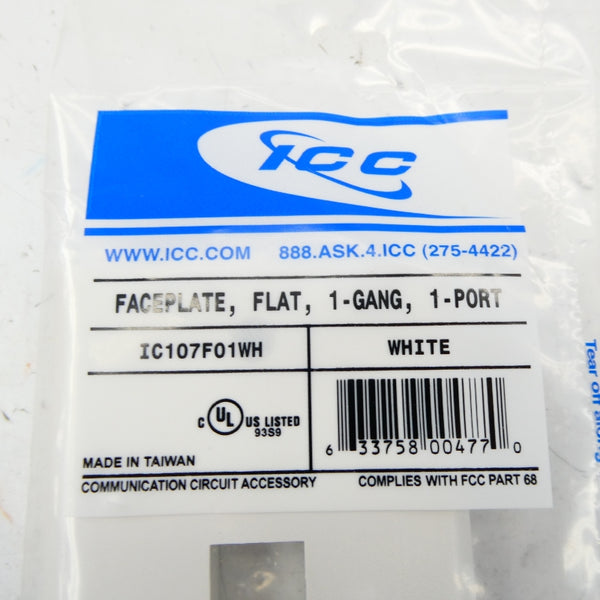 ICC
WWW.ICC.COM 888.ASK.4.ICC (275-4422)
FACEPLATE, FLAT, 1-GANG, 1-PORT
IC107F01WH WHITE
C UL US LISTED
93S9
6 33758 00477 0
MADE IN TAIWAN
COMMUNICATION CIRCUIT ACCESSORY COMPLIES WITH FCC PART 68
Tear off along